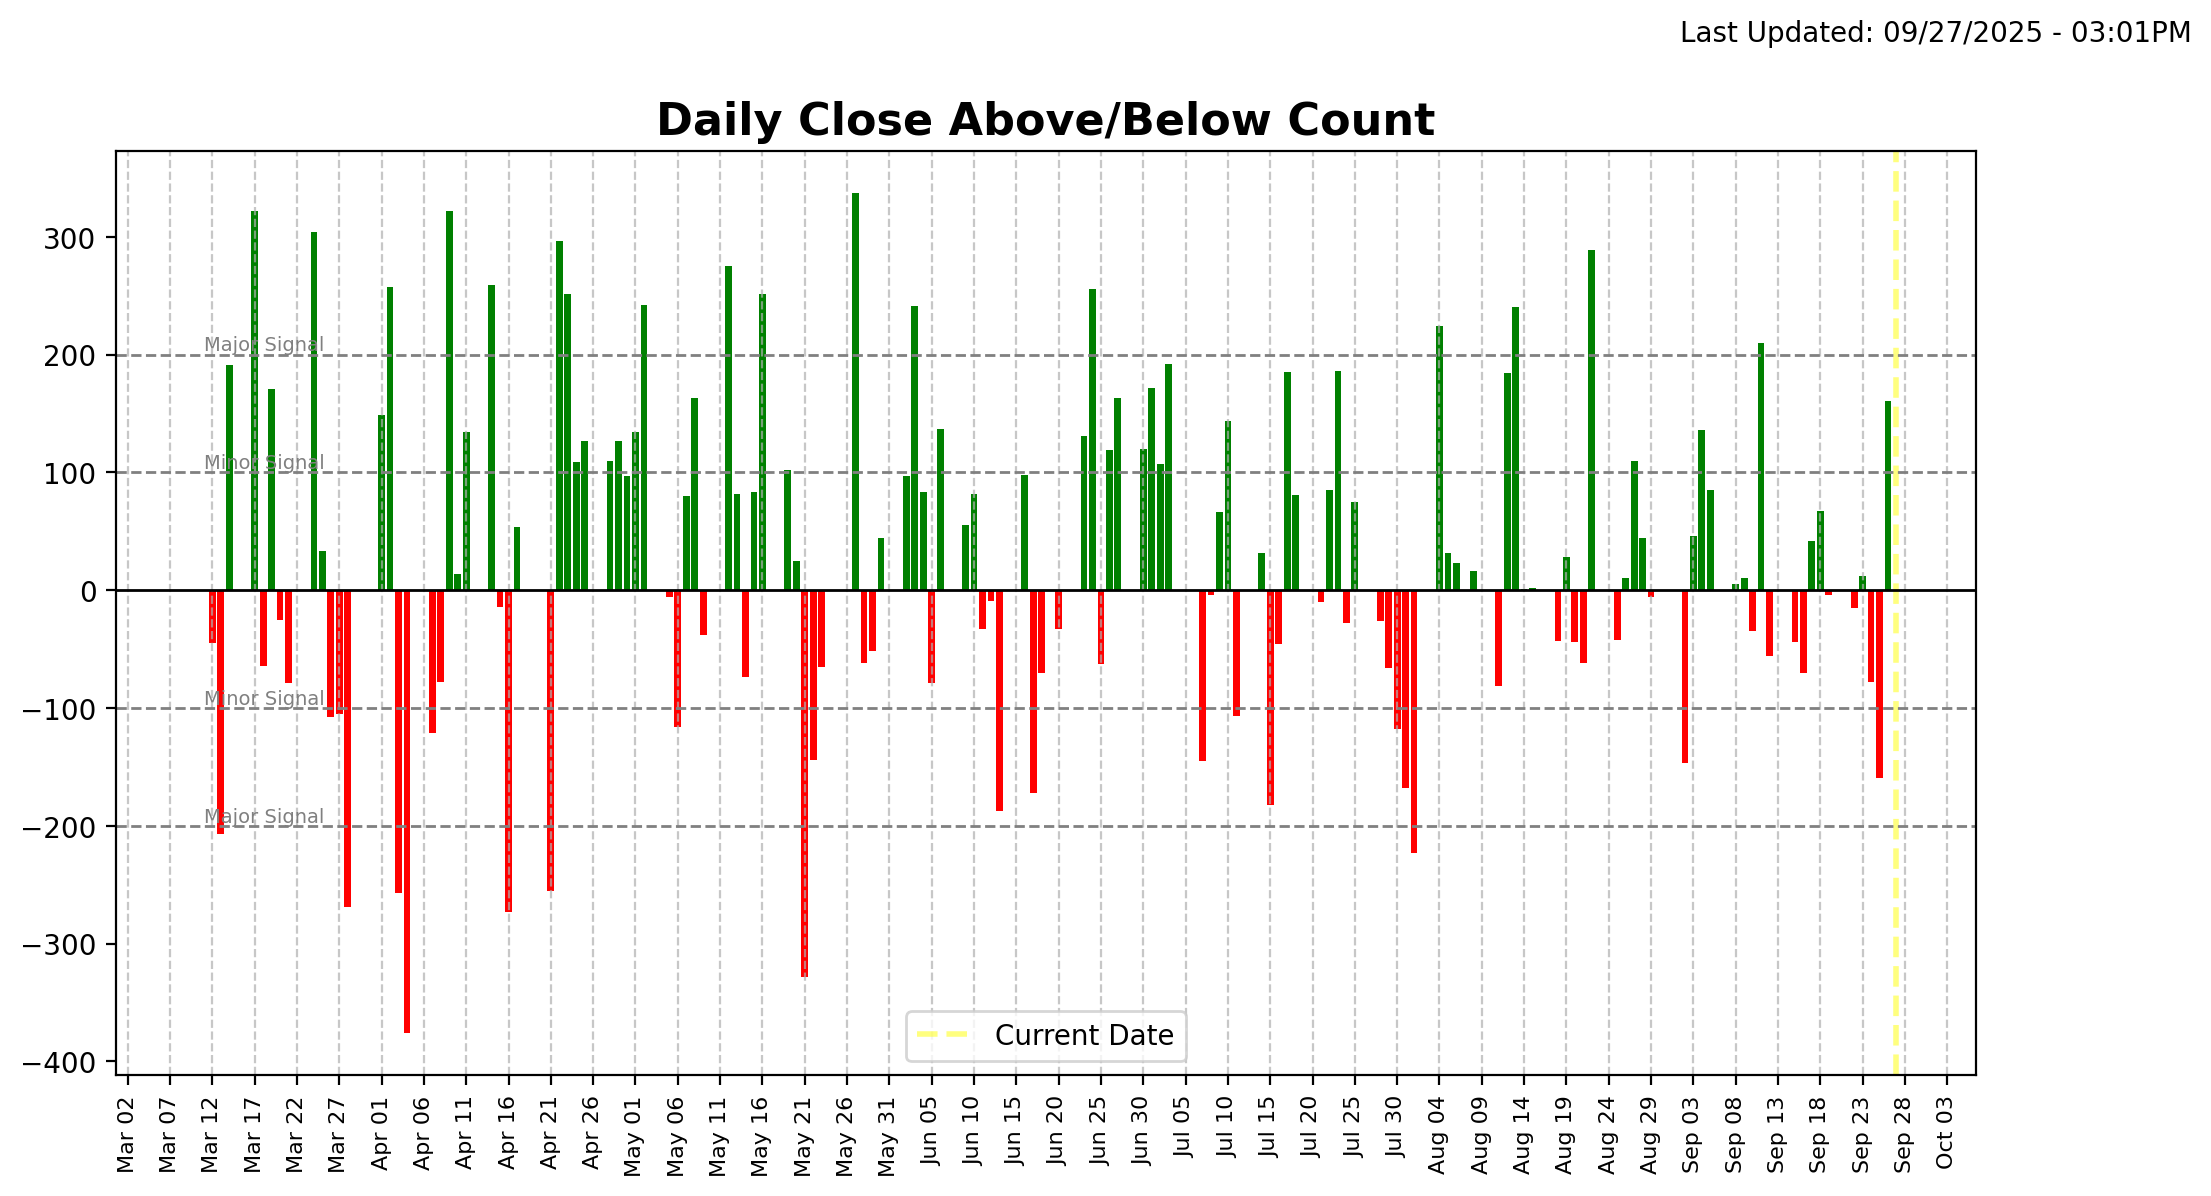 Last Updated: 09/27/2025 - 03:01PM
Daily Close Above/Below Count
300
200
100
0
−100
−200
−300
−400
Major Signal
Minor Signal
Minor Signal
Major Signal
Current Date
Mar 02
Mar 07
Mar 12
Mar 17
Mar 22
Mar 27
Apr 01
Apr 06
Apr 11
Apr 16
Apr 21
Apr 26
May 01
May 06
May 11
May 16
May 21
May 26
May 31
Jun 05
Jun 10
Jun 15
Jun 20
Jun 25
Jun 30
Jul 05
Jul 10
Jul 15
Jul 20
Jul 25
Jul 30
Aug 04
Aug 09
Aug 14
Aug 19
Aug 24
Aug 29
Sep 03
Sep 08
Sep 13
Sep 18
Sep 23
Sep 28
Oct 03